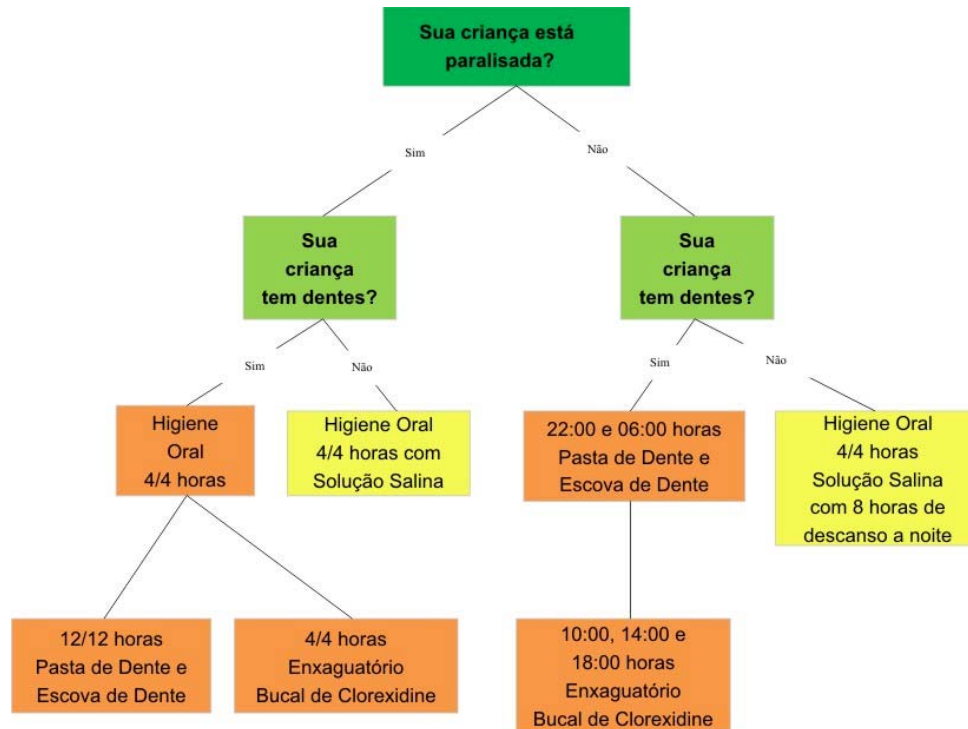 Sua criança está
paralisada?
Sim
Não
Sua
criança
tem dentes?
Sua
criança
tem dentes?
Sim
Não
Sim
Não
Higiene
Oral
4/4 horas
Higiene Oral
4/4 horas com
Solução Salina
22:00 e 06:00 horas
Pasta de Dente e
Escova de Dente
Higiene Oral
4/4 horas
Solução Salina
com 8 horas de
descanso a noite
12/12 horas
Pasta de Dente e
Escova de Dente
4/4 horas
Enxaguatório
Bucal de Clorexidine
10:00, 14:00 e
18:00 horas
Enxaguatório
Bucal de Clorexidine